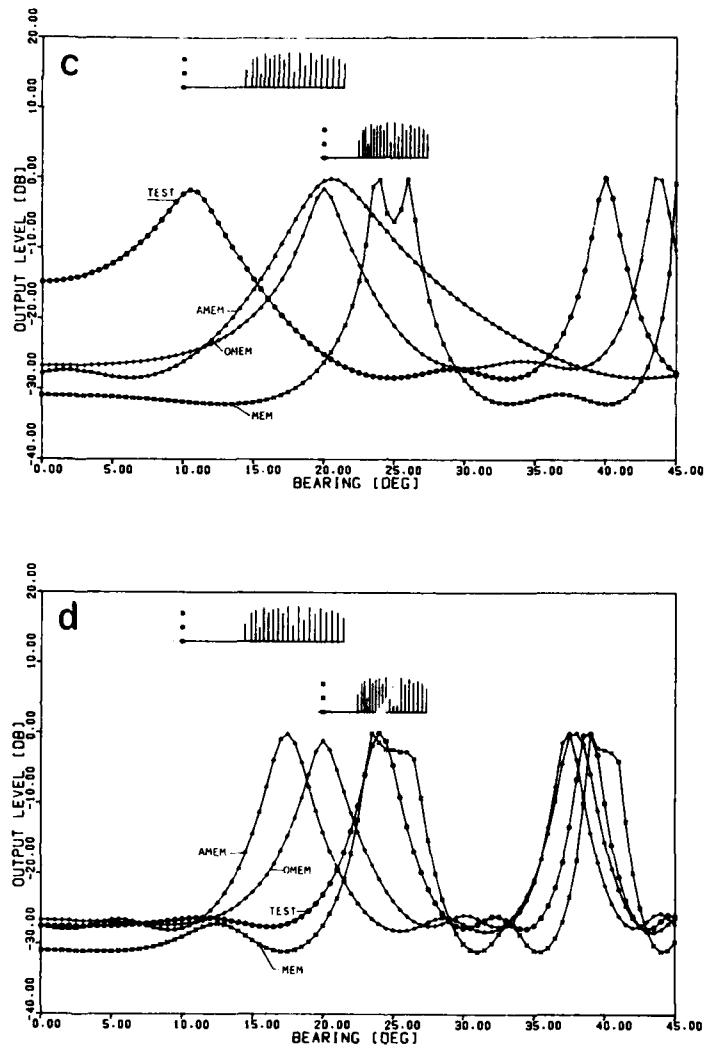 c
20.00
10.00
-0.00
-10.00
-20.00
-30.00
-40.00
OUTPUT LEVEL [DB]
TEST
AMEM
OMEM
MEM
0.00 5.00 10.00 15.00 20.00 25.00 30.00 35.00 40.00 45.00
BEARING [DEG]
d
20.00
10.00
0.00
-10.00
-20.00
-30.00
-40.00
OUTPUT LEVEL [DB]
AMEM
OMEM
TEST
MEM
0.00 5.00 10.00 15.00 20.00 25.00 30.00 35.00 40.00 45.00
BEARING [DEG]